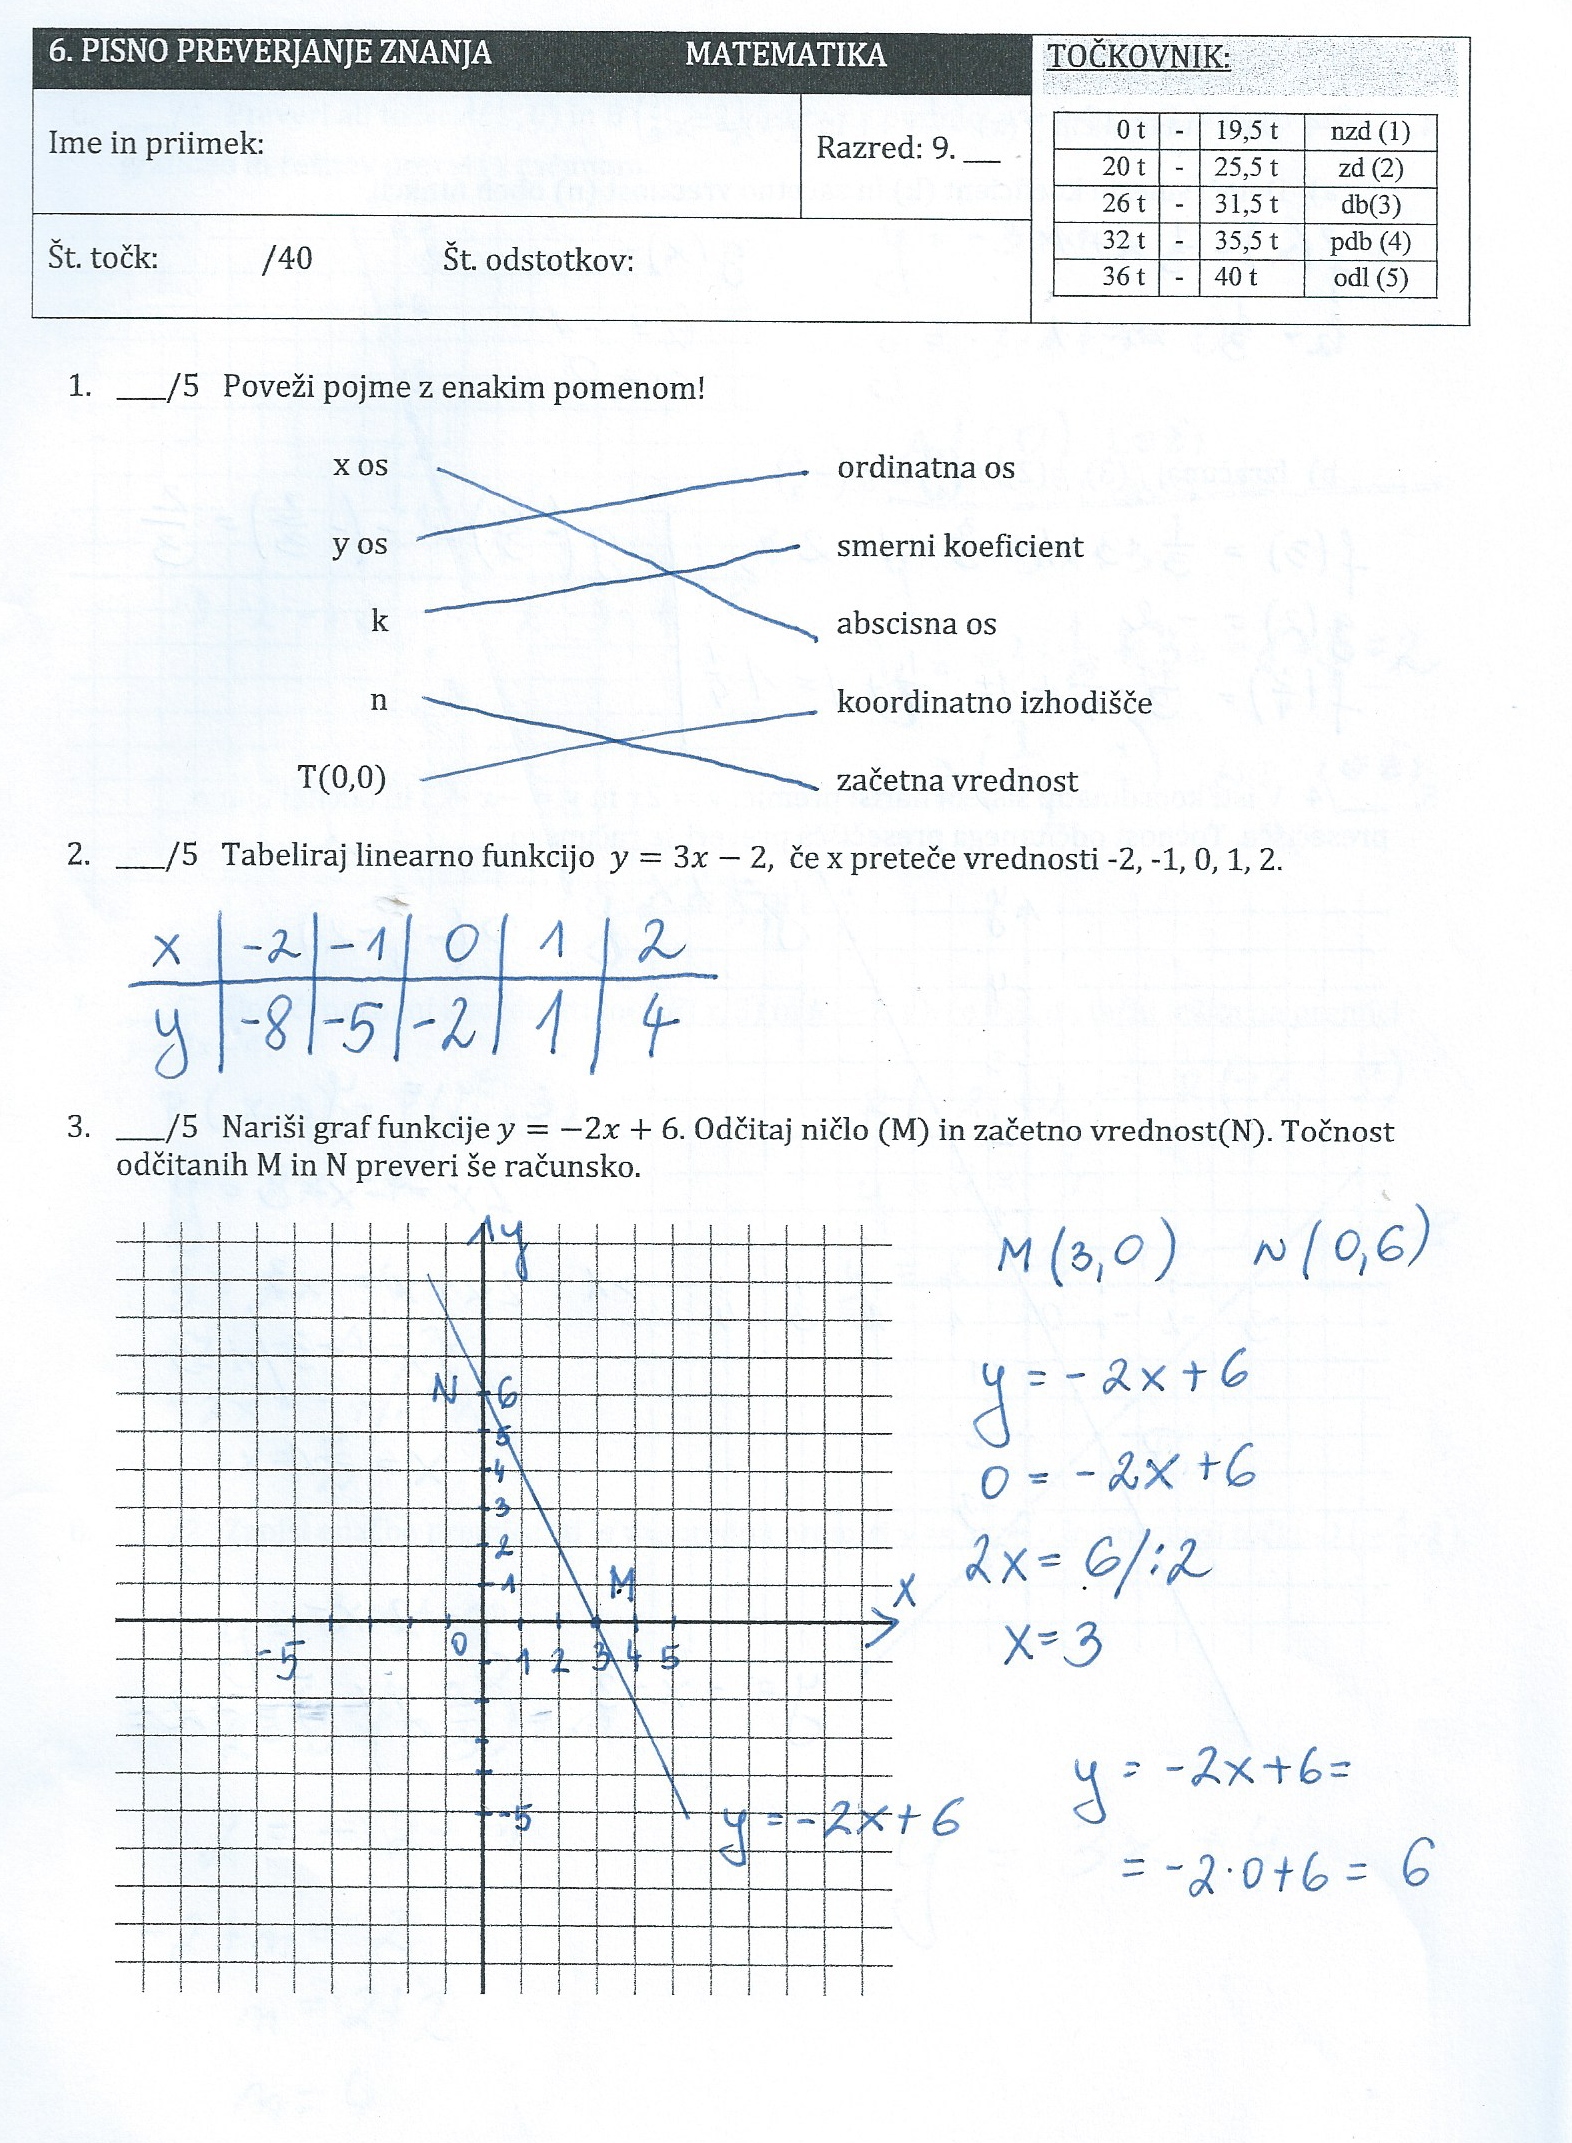 6. PISNO PREVERJANJE ZNANJA MATEMATIKA TOČKOVNIK:
Ime in priimek: Razred: 9. __
0 t - 19,5 t nzd (1)
20 t - 25,5 t zd (2)
26 t - 31,5 t db(3)
32 t - 35,5 t pdb (4)
36 t - 40 t odl (5)
Št. točk: /40 Št. odstotkov:
1. ___/5 Poveži pojme z enakim pomenom!
x os ordinatna os
y os smerni koeficient
k abscisna os
n koordinatno izhodišče
T(0,0) začetna vrednost
2. ___/5 Tabeliraj linearno funkcijo y = 3x − 2, če x preteče vrednosti -2, -1, 0, 1, 2.
x | -2 | -1 | 0 | 1 | 2
y | -8 | -5 | -2 | 1 | 4
3. ___/5 Nariši graf funkcije y = −2x + 6. Odčitaj ničlo (M) in začetno vrednost(N). Točnost
odčitanih M in N preveri še računsko.
y
N 6
5
4
3
2
1
M
x
-5 0 1 2 3 4 5
-5
y = -2x+6
M(3,0) N(0,6)
y = -2x+6
0 = -2x+6
2x = 6/:2
x=3
y = -2x+6=
= -2·0+6 = 6